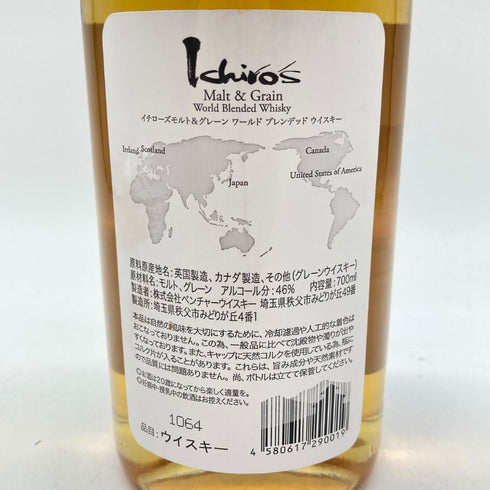 Ichiro's
Malt & Grain
World Blended Whisky
イチローズモルト&グレーン ワールド ブレンデッド ウイスキー
Ireland Scotland
Canada
Japan
United States of America
原料原産地名:英国製造、カナダ製造、その他(グレーンウイスキー)
原材料:モルト、グレーン アルコール分:46% 内容量:700ml
製造者:株式会社ベンチャーウイスキー 埼玉県秩父市みどりが丘49番
製造所:埼玉県秩父市みどりが丘4番1
本品は自然の風味を大切にするために、冷却濾過や人工的な着色は
おこなっておりません。この為、一般品に比べて沈殿物や濁りが出や
すくなっております。また、キャップに天然コルクを使用している為、瓶に
コルク片が入ることがあります。これらは、旨み成分や天然素材です
ので品質には問題ありません。尚、ボトルは立てて保管してください。
◎お酒は20歳になってから楽しく適量を。
◎妊娠中・授乳中の飲酒はお控えください。
1064
品目:ウイスキー
4 580617 290019